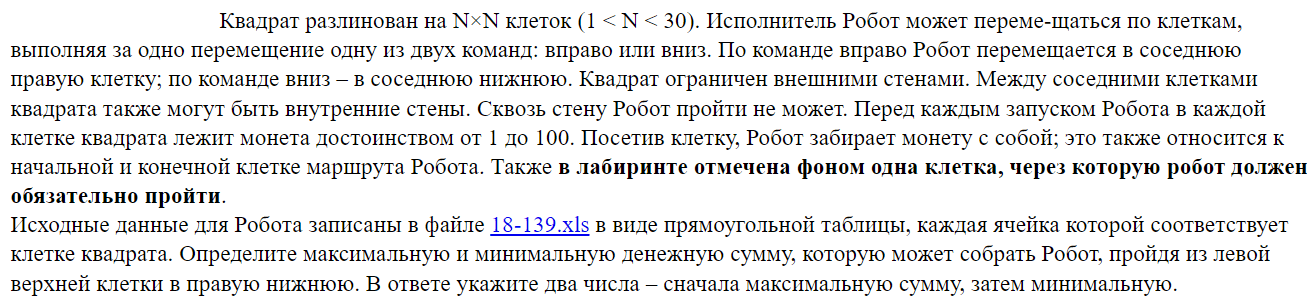 Квадрат разлинован на N×N клеток (1 < N < 30). Исполнитель Робот может переме-щаться по клеткам,
выполняя за одно перемещение одну из двух команд: вправо или вниз. По команде вправо Робот перемещается в соседнюю
правую клетку; по команде вниз – в соседнюю нижнюю. Квадрат ограничен внешними стенами. Между соседними клетками
квадрата также могут быть внутренние стены. Сквозь стену Робот пройти не может. Перед каждым запуском Робота в каждой
клетке квадрата лежит монета достоинством от 1 до 100. Посетив клетку, Робот забирает монету с собой; это также относится к
начальной и конечной клетке маршрута Робота. Также в лабиринте отмечена фоном одна клетка, через которую робот должен
обязательно пройти.
Исходные данные для Робота записаны в файле 18-139.xls в виде прямоугольной таблицы, каждая ячейка которой соответствует
клетке квадрата. Определите максимальную и минимальную денежную сумму, которую может собрать Робот, пройдя из левой
верхней клетки в правую нижнюю. В ответе укажите два числа – сначала максимальную сумму, затем минимальную.